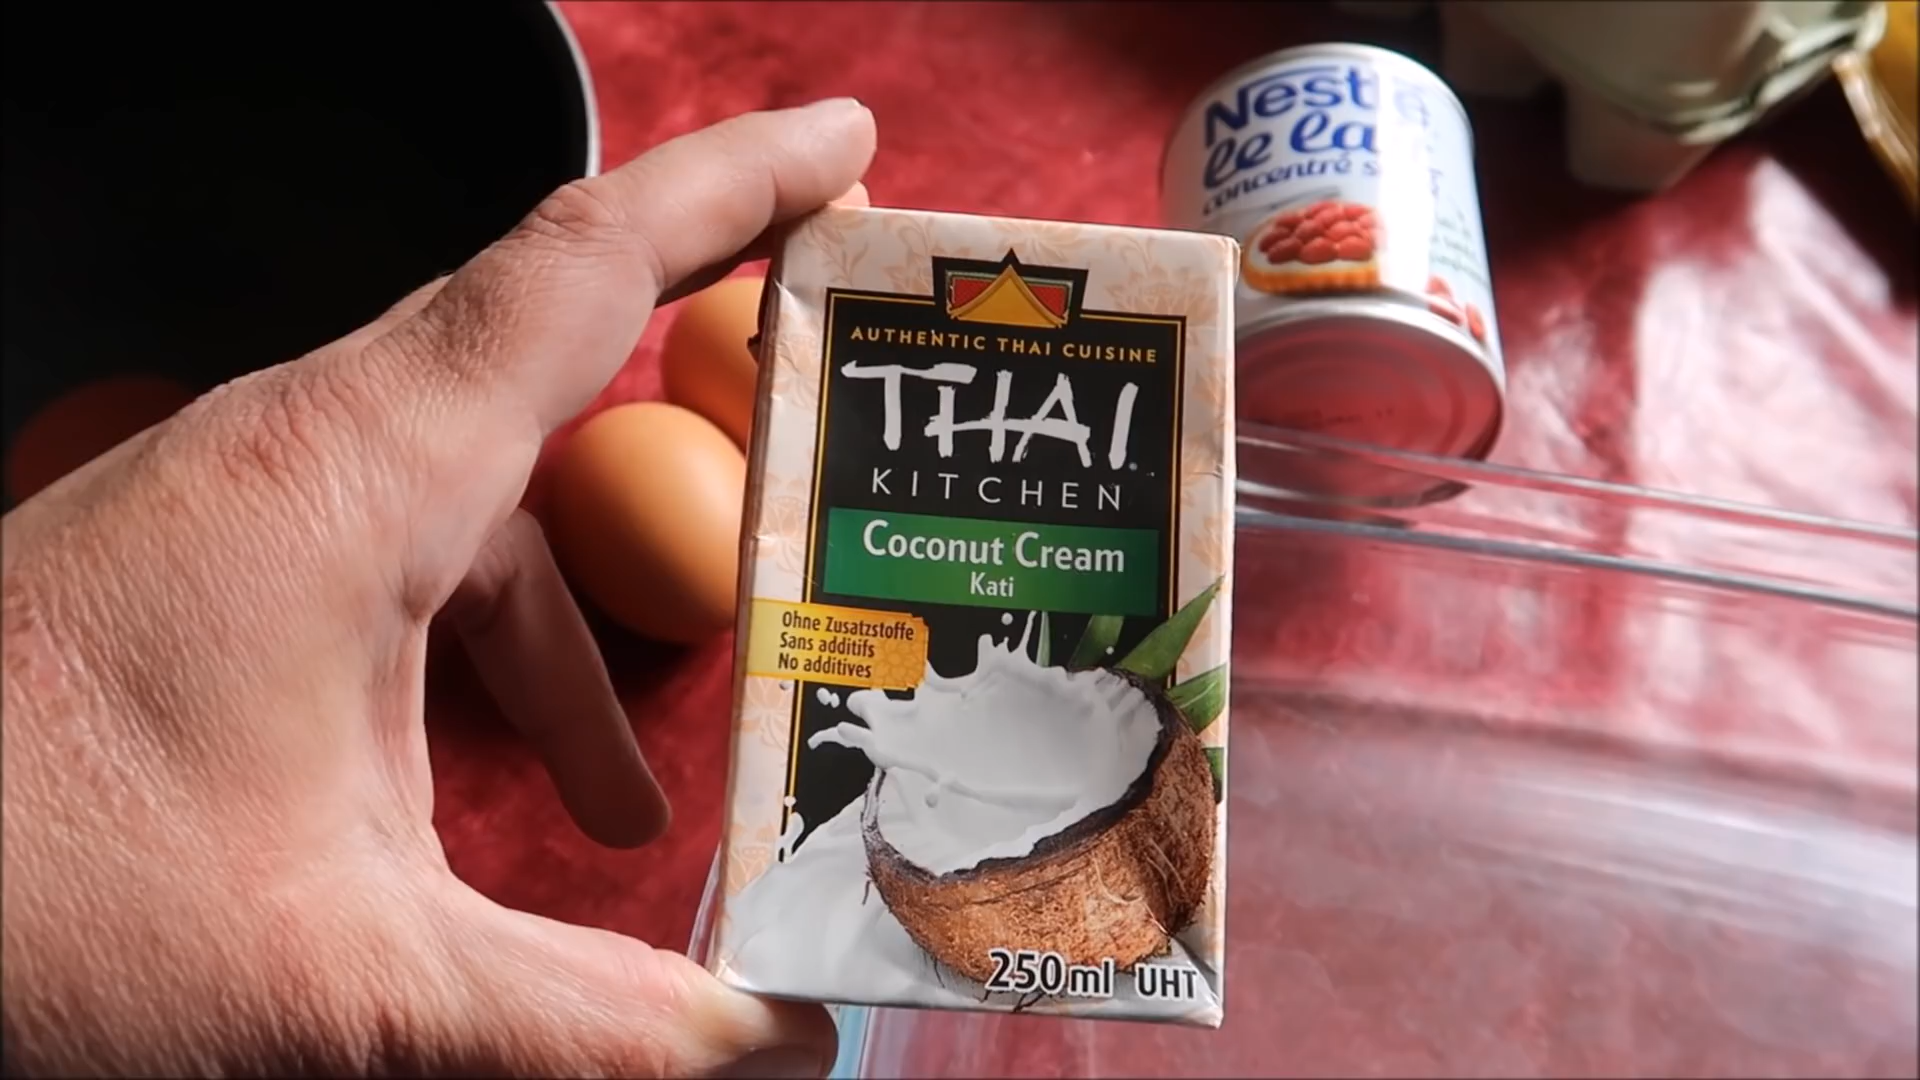 AUTHENTIC THAI CUISINE
THAI
KITCHEN
Coconut Cream
Kati
Ohne Zusatzstoffe
Sans additifs
No additives
250ml UHT
Nestlé
le la
concentré s